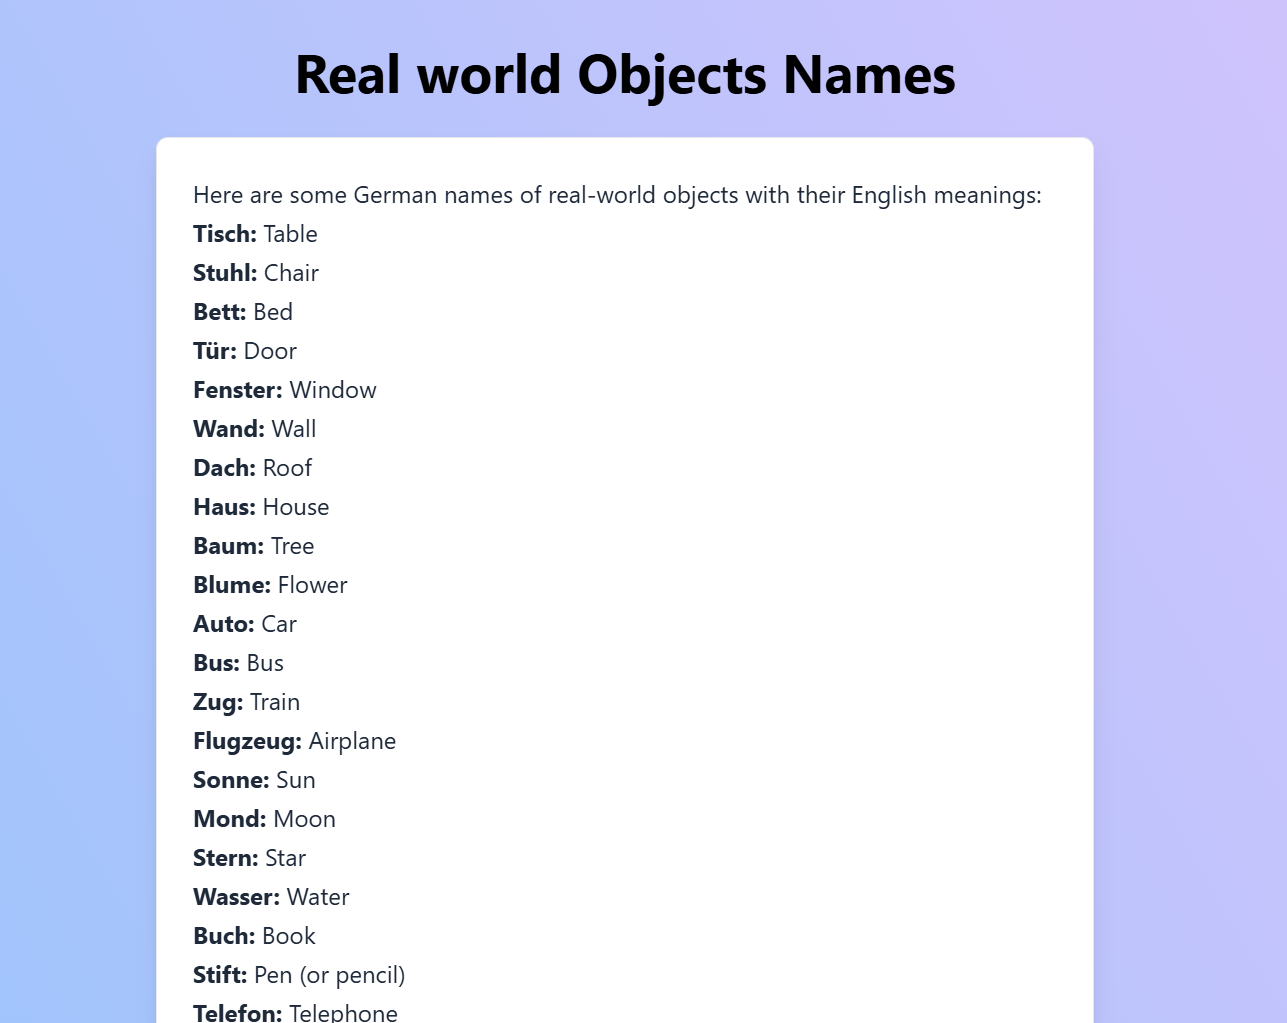 Real world Objects Names
Here are some German names of real-world objects with their English meanings:
Tisch: Table
Stuhl: Chair
Bett: Bed
Tür: Door
Fenster: Window
Wand: Wall
Dach: Roof
Haus: House
Baum: Tree
Blume: Flower
Auto: Car
Bus: Bus
Zug: Train
Flugzeug: Airplane
Sonne: Sun
Mond: Moon
Stern: Star
Wasser: Water
Buch: Book
Stift: Pen (or pencil)
Telefon: Telephone